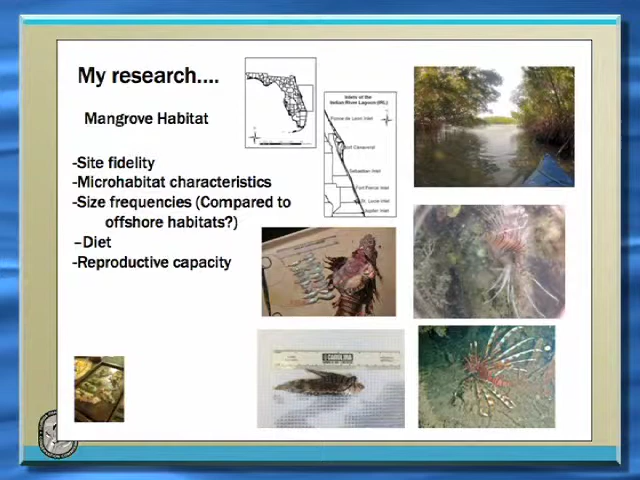 My research....
Mangrove Habitat
-Site fidelity
-Microhabitat characteristics
-Size frequencies (Compared to
offshore habitats?)
–Diet
-Reproductive capacity
Inlets of the
Indian River Lagoon (IRL)
Ponce de Leon Inlet
Port Canaveral
Sebastian Inlet
Fort Pierce Inlet
St. Lucie Inlet
Jupiter Inlet
CAROLINA